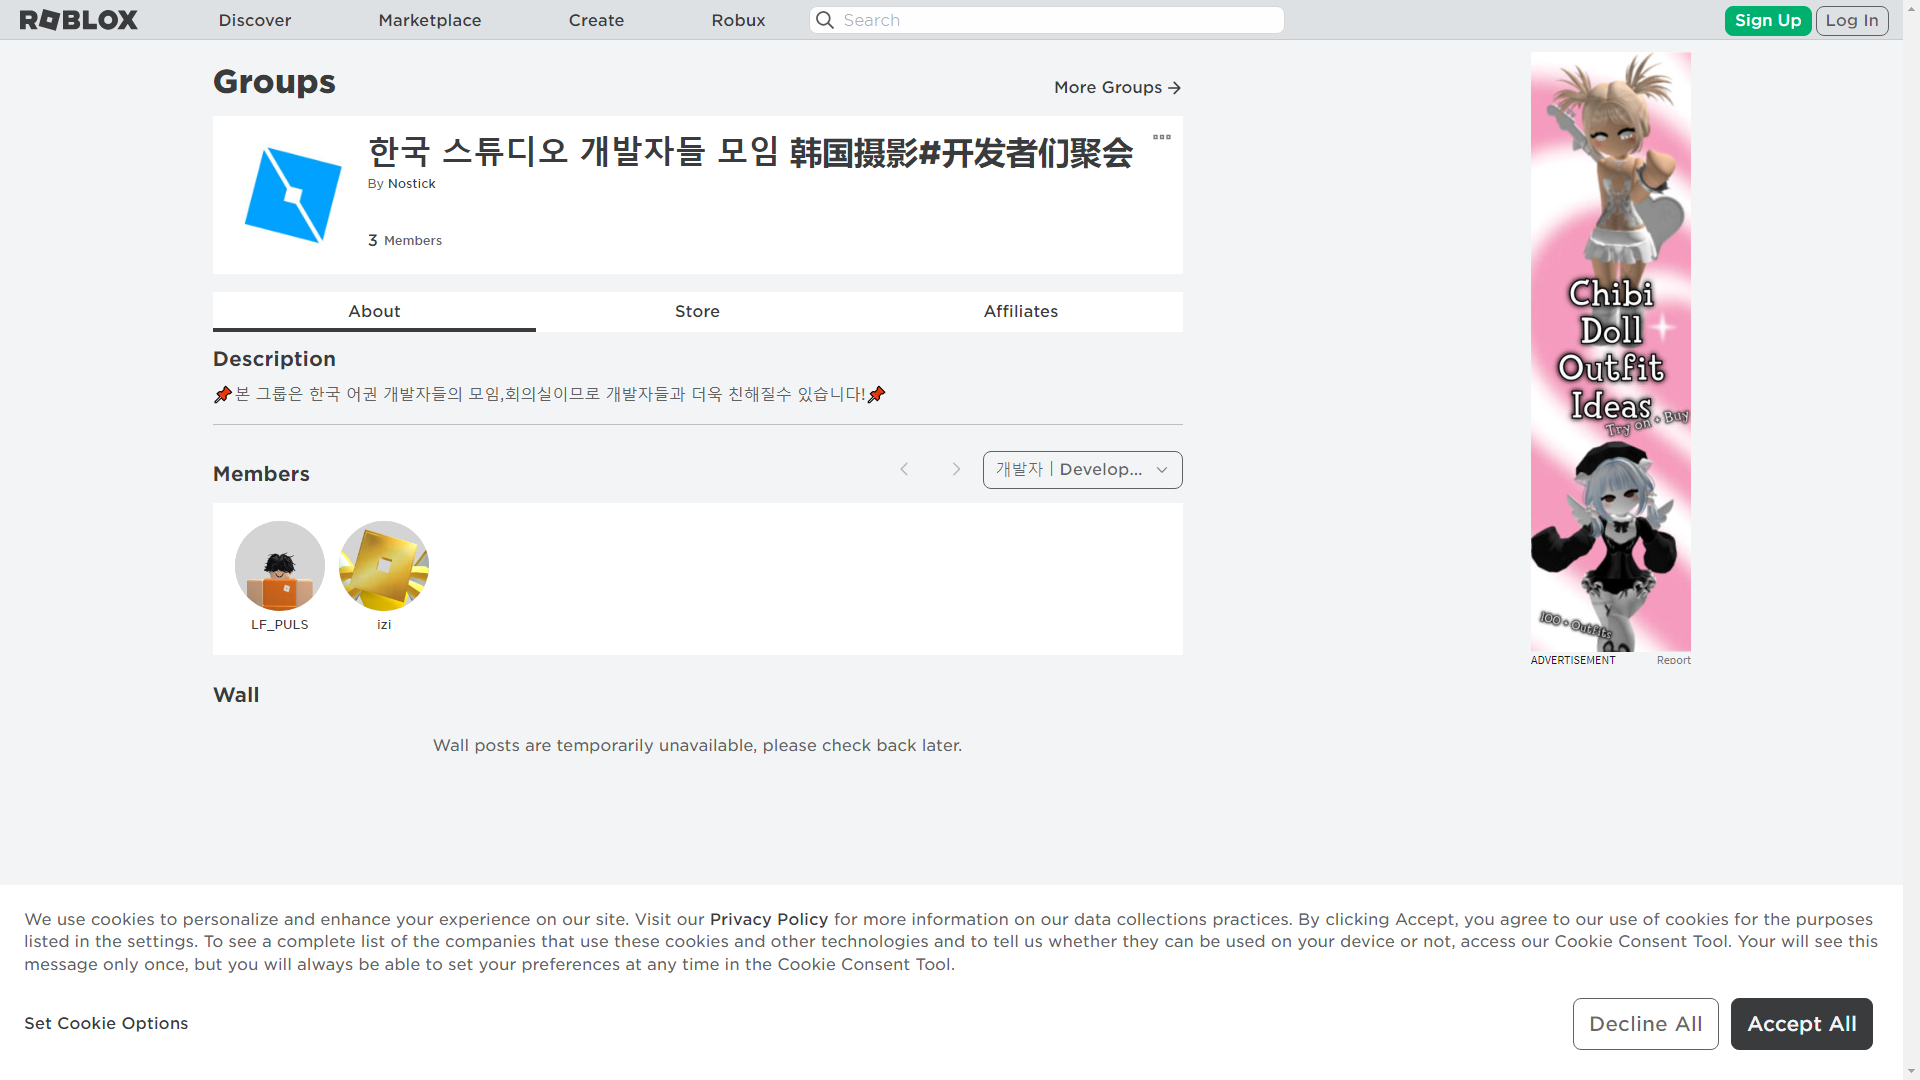 ROBLOX
Discover
Marketplace
Create
Robux
Search
Sign Up
Log In
Groups
More Groups
한국 스튜디오 개발자들 모임 韩国摄影#开发者们聚会
By Nostick
3 Members
About
Store
Affiliates
Description
📌본 그룹은 한국 어권 개발자들의 모임,회의실이므로 개발자들과 더욱 친해질수 있습니다!📌
Members
개발자 | Develop...
LF_PULS
izi
Wall
Wall posts are temporarily unavailable, please check back later.
Chibi
Doll
Outfit
Ideas
Try on + Buy
100 + Outfits
ADVERTISEMENT
Report
We use cookies to personalize and enhance your experience on our site. Visit our Privacy Policy for more information on our data collections practices. By clicking Accept, you agree to our use of cookies for the purposes
listed in the settings. To see a complete list of the companies that use these cookies and other technologies and to tell us whether they can be used on your device or not, access our Cookie Consent Tool. Your will see this
message only once, but you will always be able to set your preferences at any time in the Cookie Consent Tool.
Set Cookie Options
Decline All
Accept All